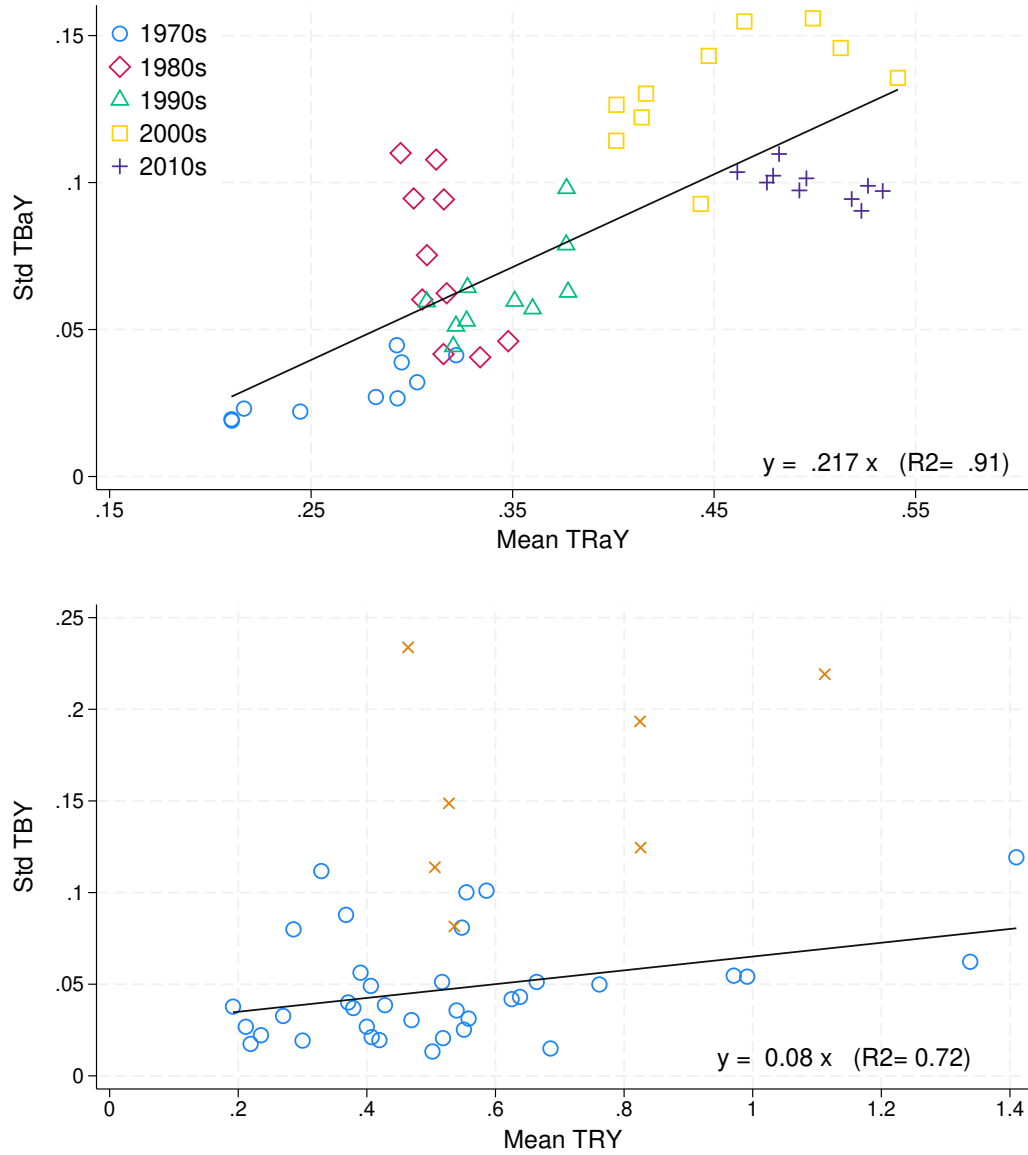 .15
.1
.05
0
Std TBaY
1970s
1980s
1990s
2000s
2010s
y = .217 x (R2= .91)
.15 .25 .35 .45 .55
Mean TRaY
.25
.2
.15
.1
.05
0
Std TBY
y = 0.08 x (R2= 0.72)
0 .2 .4 .6 .8 1 1.2 1.4
Mean TRY